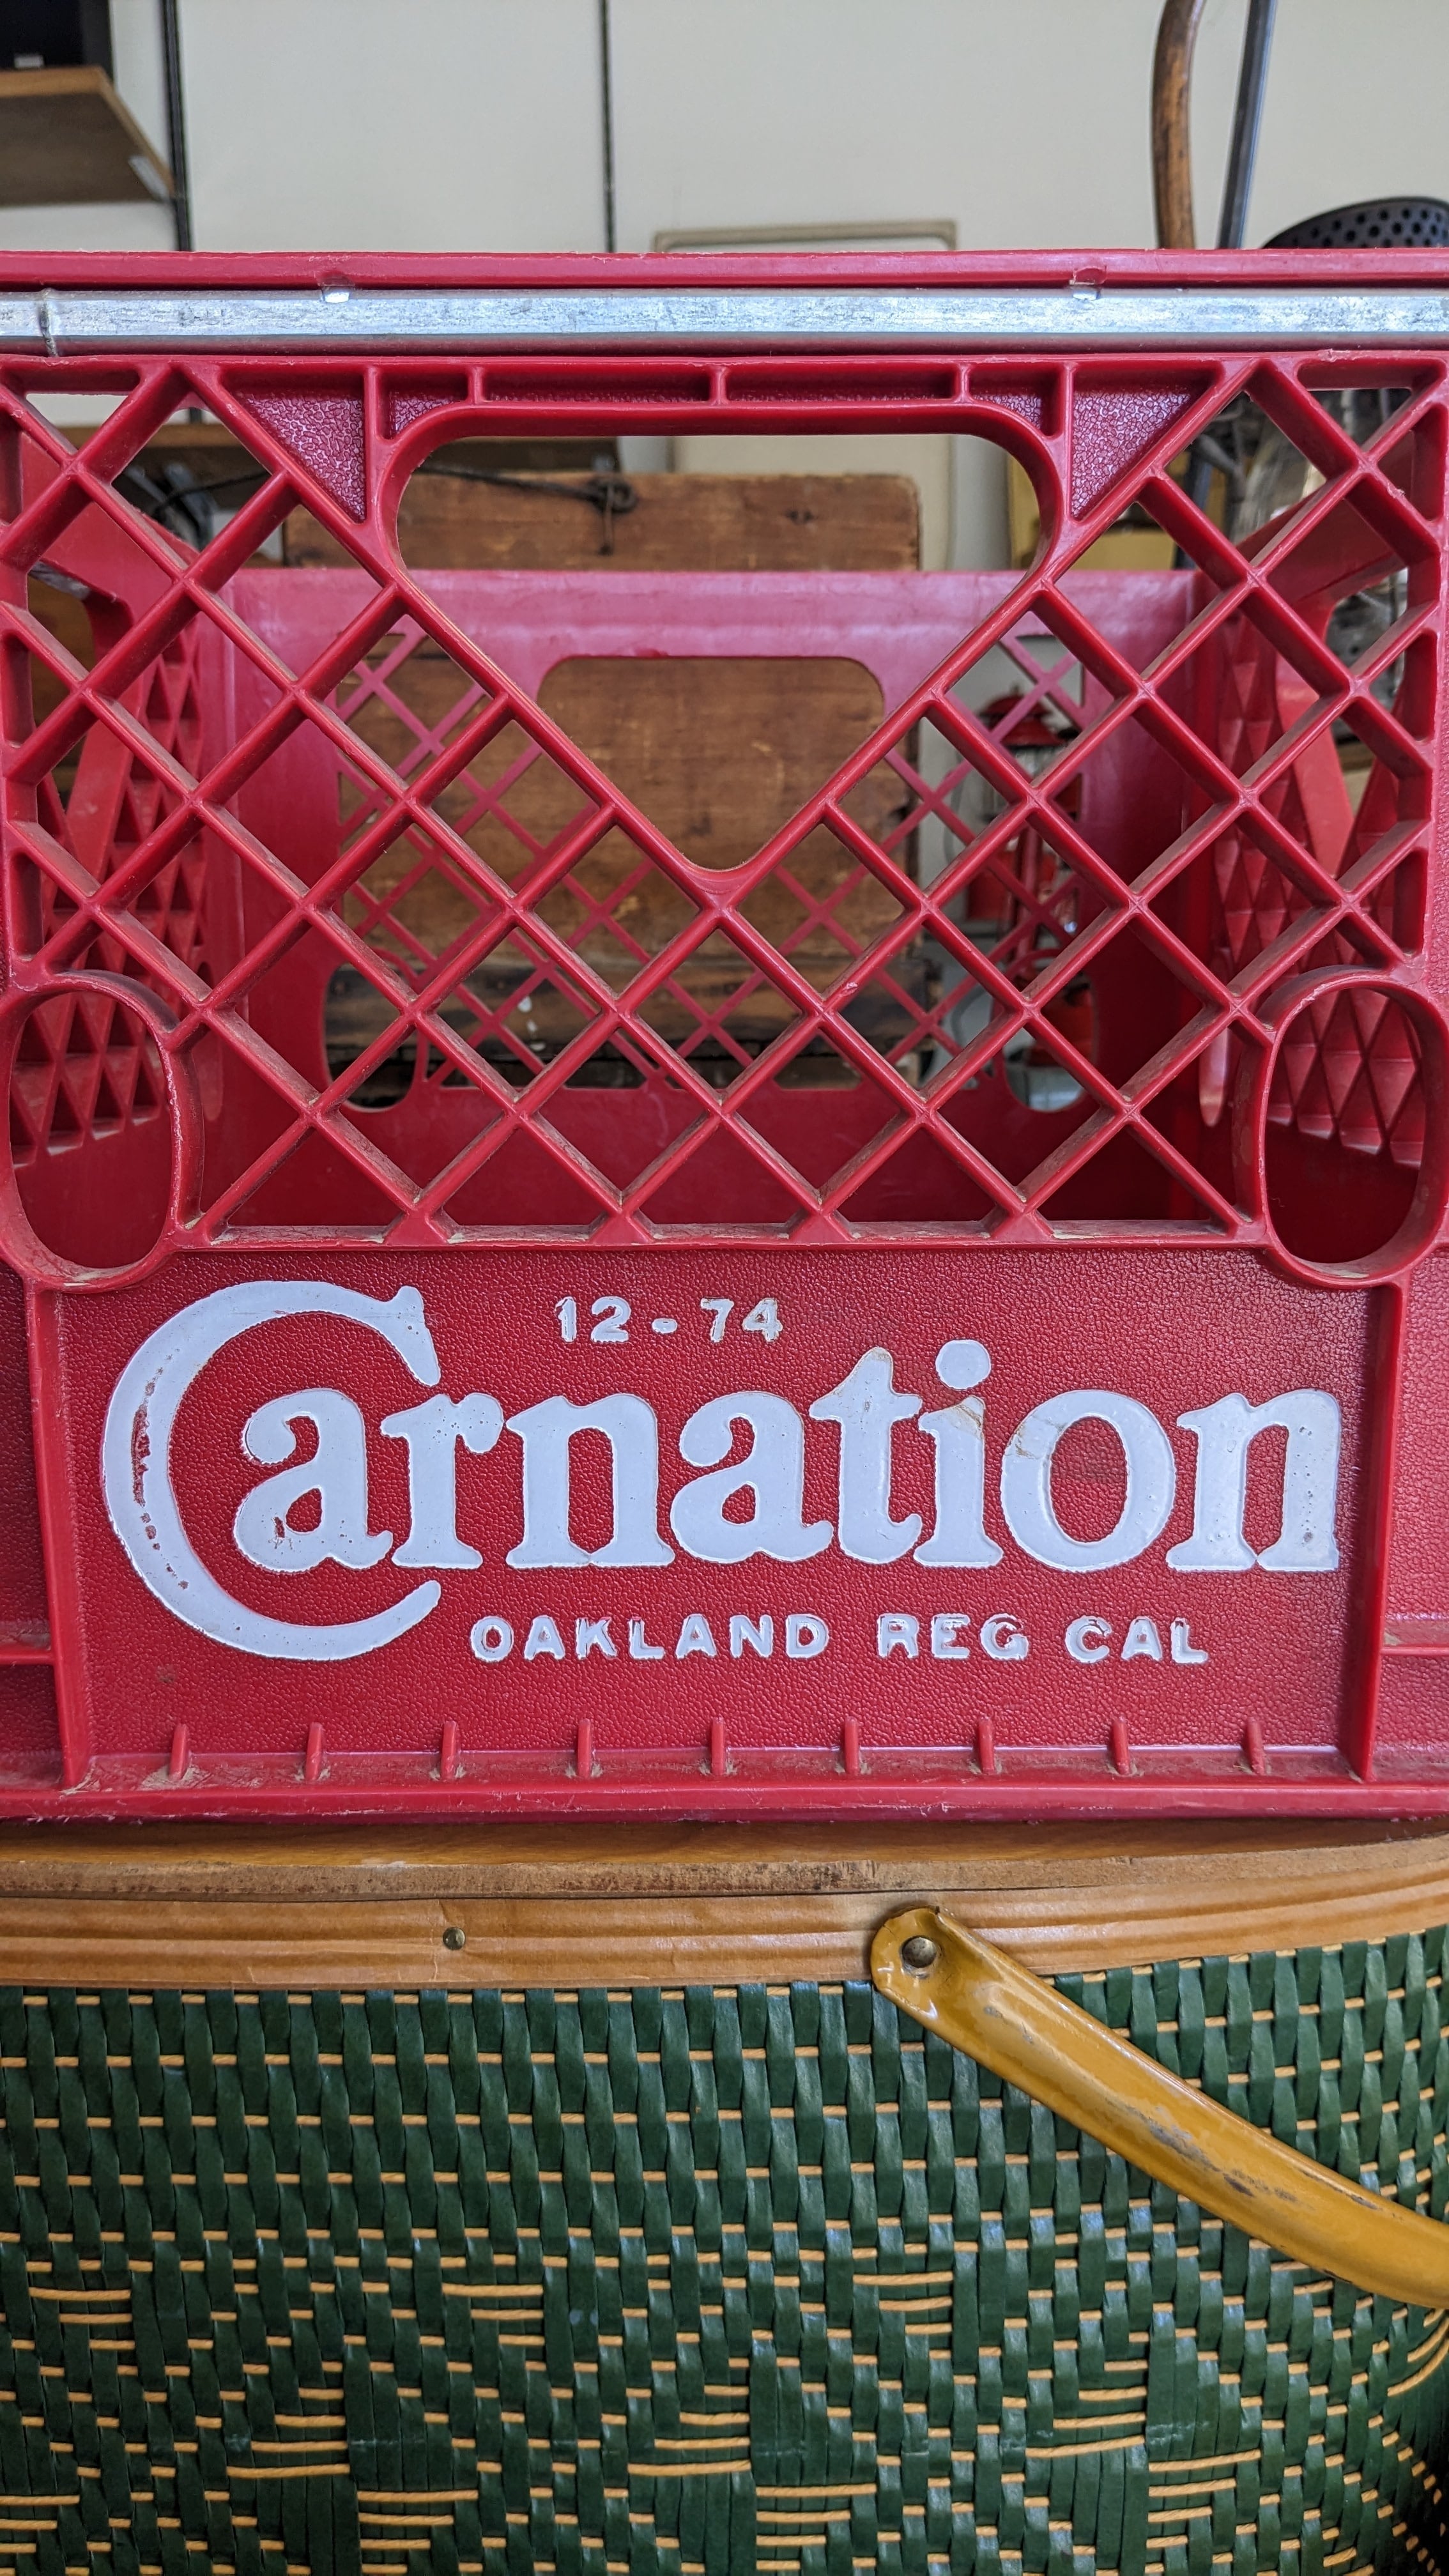 12-74
Carnation
OAKLAND REG CAL